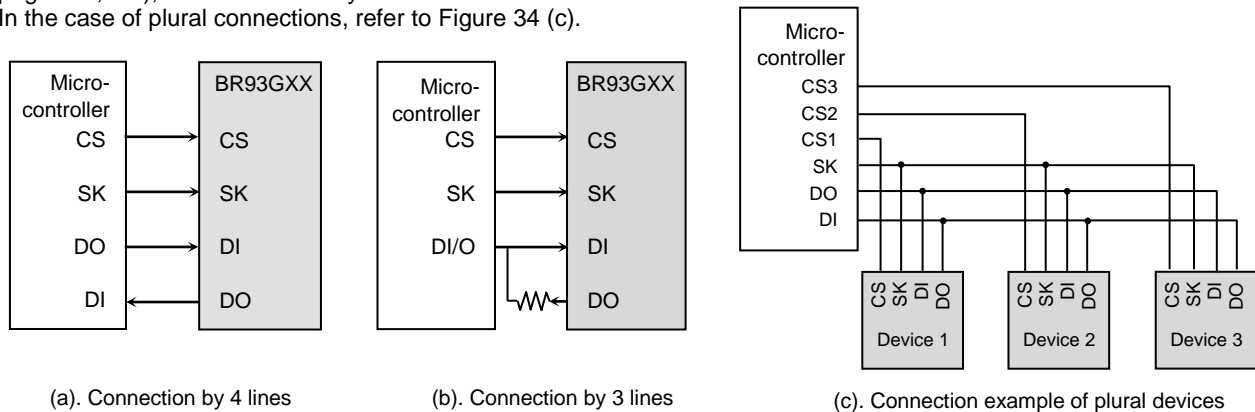 In the case of plural connections, refer to Figure 34 (c).
Micro-
controller
CS
SK
DO
DI
BR93GXX
CS
SK
DI
DO
(a). Connection by 4 lines
Micro-
controller
CS
SK
DI/O
BR93GXX
CS
SK
DI
DO
(b). Connection by 3 lines
Micro-
controller
CS3
CS2
CS1
SK
DO
DI
CS
SK
DI
DO
Device 1
CS
SK
DI
DO
Device 2
CS
SK
DI
DO
Device 3
(c). Connection example of plural devices